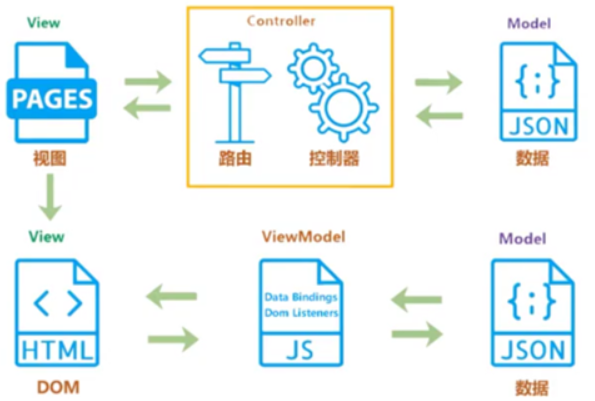 View
Controller
Model
PAGES
{;}
JSON
视图
路由
控制器
数据
View
ViewModel
Model
< >
Data Bindings
Dom Listeners
{;}
HTML
JS
JSON
DOM
数据